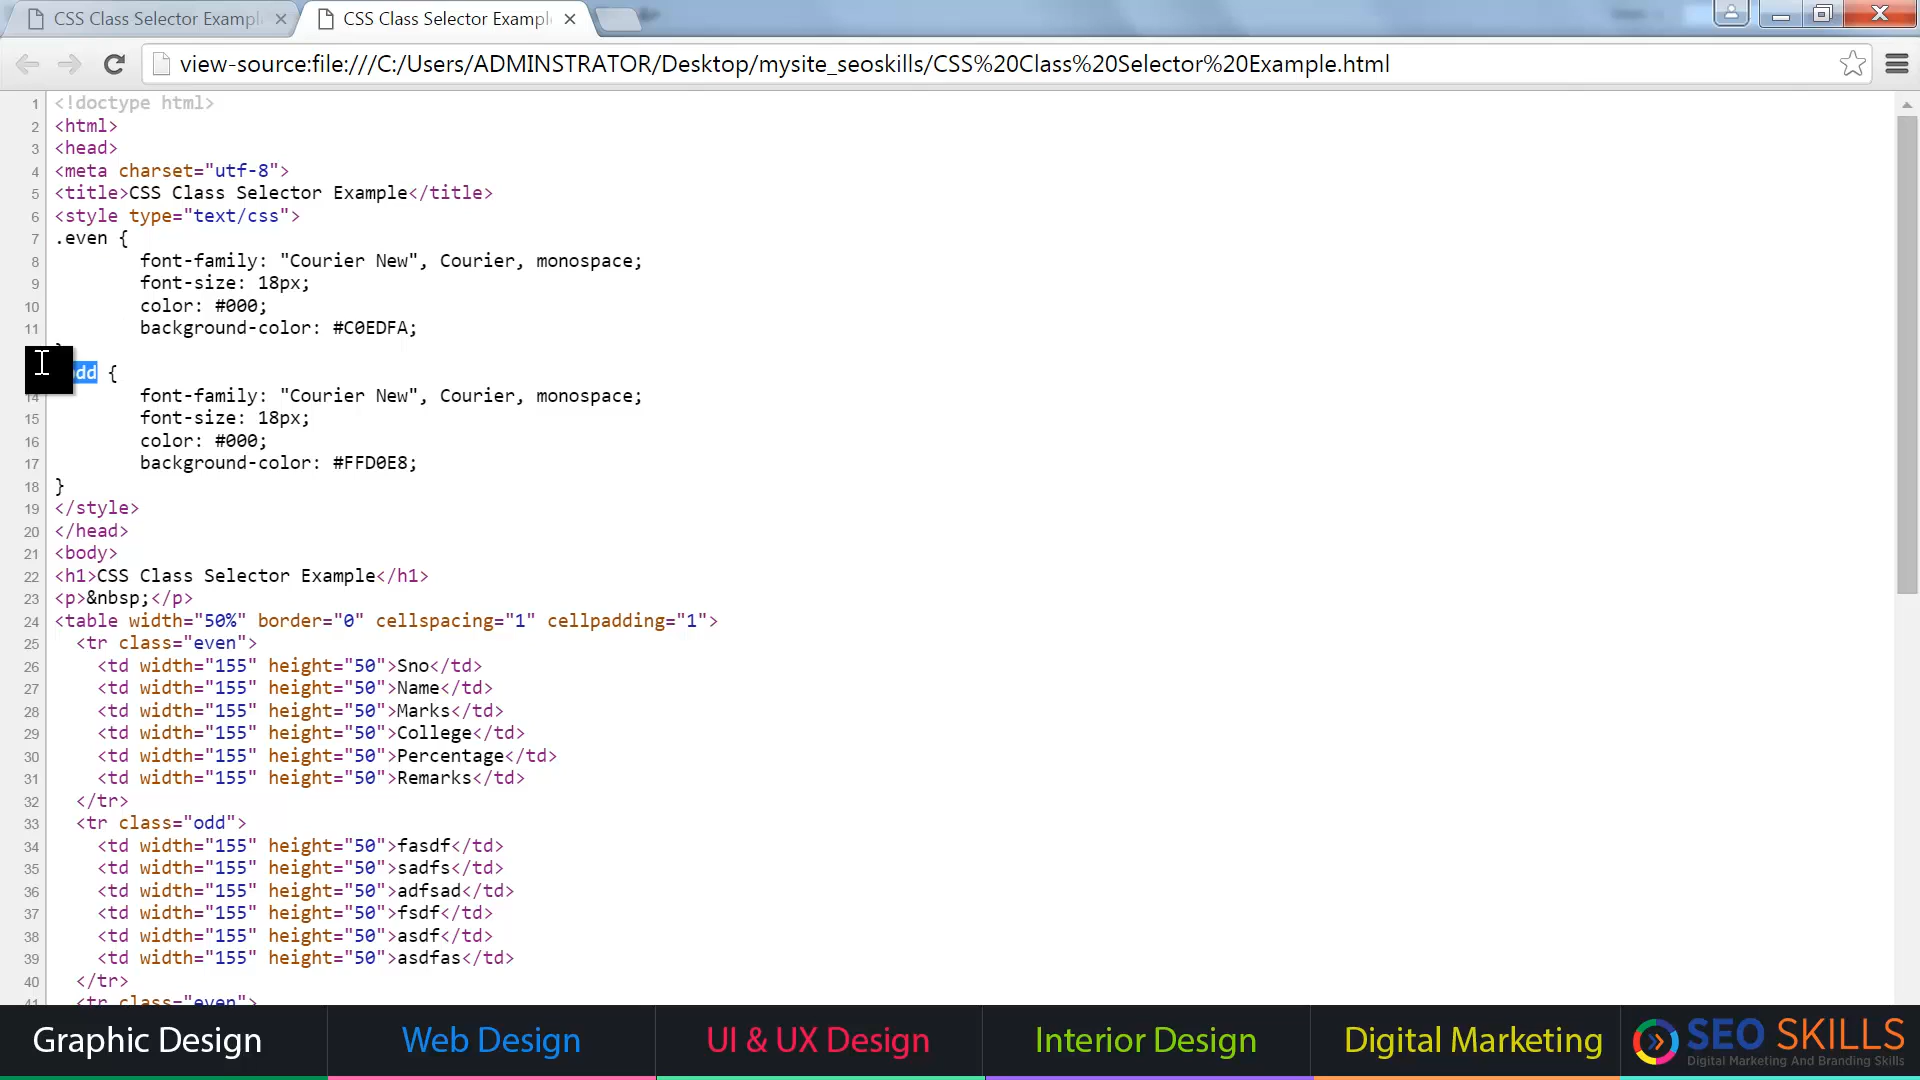 CSS Class Selector Example
CSS Class Selector Exampl
view-source:file:///C:/Users/ADMINSTRATOR/Desktop/mysite_seoskills/CSS%20Class%20Selector%20Example.html
1 <!doctype html>
2 <html>
3 <head>
4 <meta charset="utf-8">
5 <title>CSS Class Selector Example</title>
6 <style type="text/css">
7 .even {
8 font-family: "Courier New", Courier, monospace;
9 font-size: 18px;
10 color: #000;
11 background-color: #C0EDFA;
odd {
14 font-family: "Courier New", Courier, monospace;
15 font-size: 18px;
16 color: #000;
17 background-color: #FFD0E8;
18 }
19 </style>
20 </head>
21 <body>
22 <h1>CSS Class Selector Example</h1>
23 <p>&nbsp;</p>
24 <table width="50%" border="0" cellspacing="1" cellpadding="1">
25 <tr class="even">
26 <td width="155" height="50">Sno</td>
27 <td width="155" height="50">Name</td>
28 <td width="155" height="50">Marks</td>
29 <td width="155" height="50">College</td>
30 <td width="155" height="50">Percentage</td>
31 <td width="155" height="50">Remarks</td>
32 </tr>
33 <tr class="odd">
34 <td width="155" height="50">fasdf</td>
35 <td width="155" height="50">sadfs</td>
36 <td width="155" height="50">adfsad</td>
37 <td width="155" height="50">fsdf</td>
38 <td width="155" height="50">asdf</td>
39 <td width="155" height="50">asdfas</td>
40 </tr>
41 <tr class="even">
Graphic Design
Web Design
UI & UX Design
Interior Design
Digital Marketing
SEO SKILLS
Digital Marketing And Branding Skills